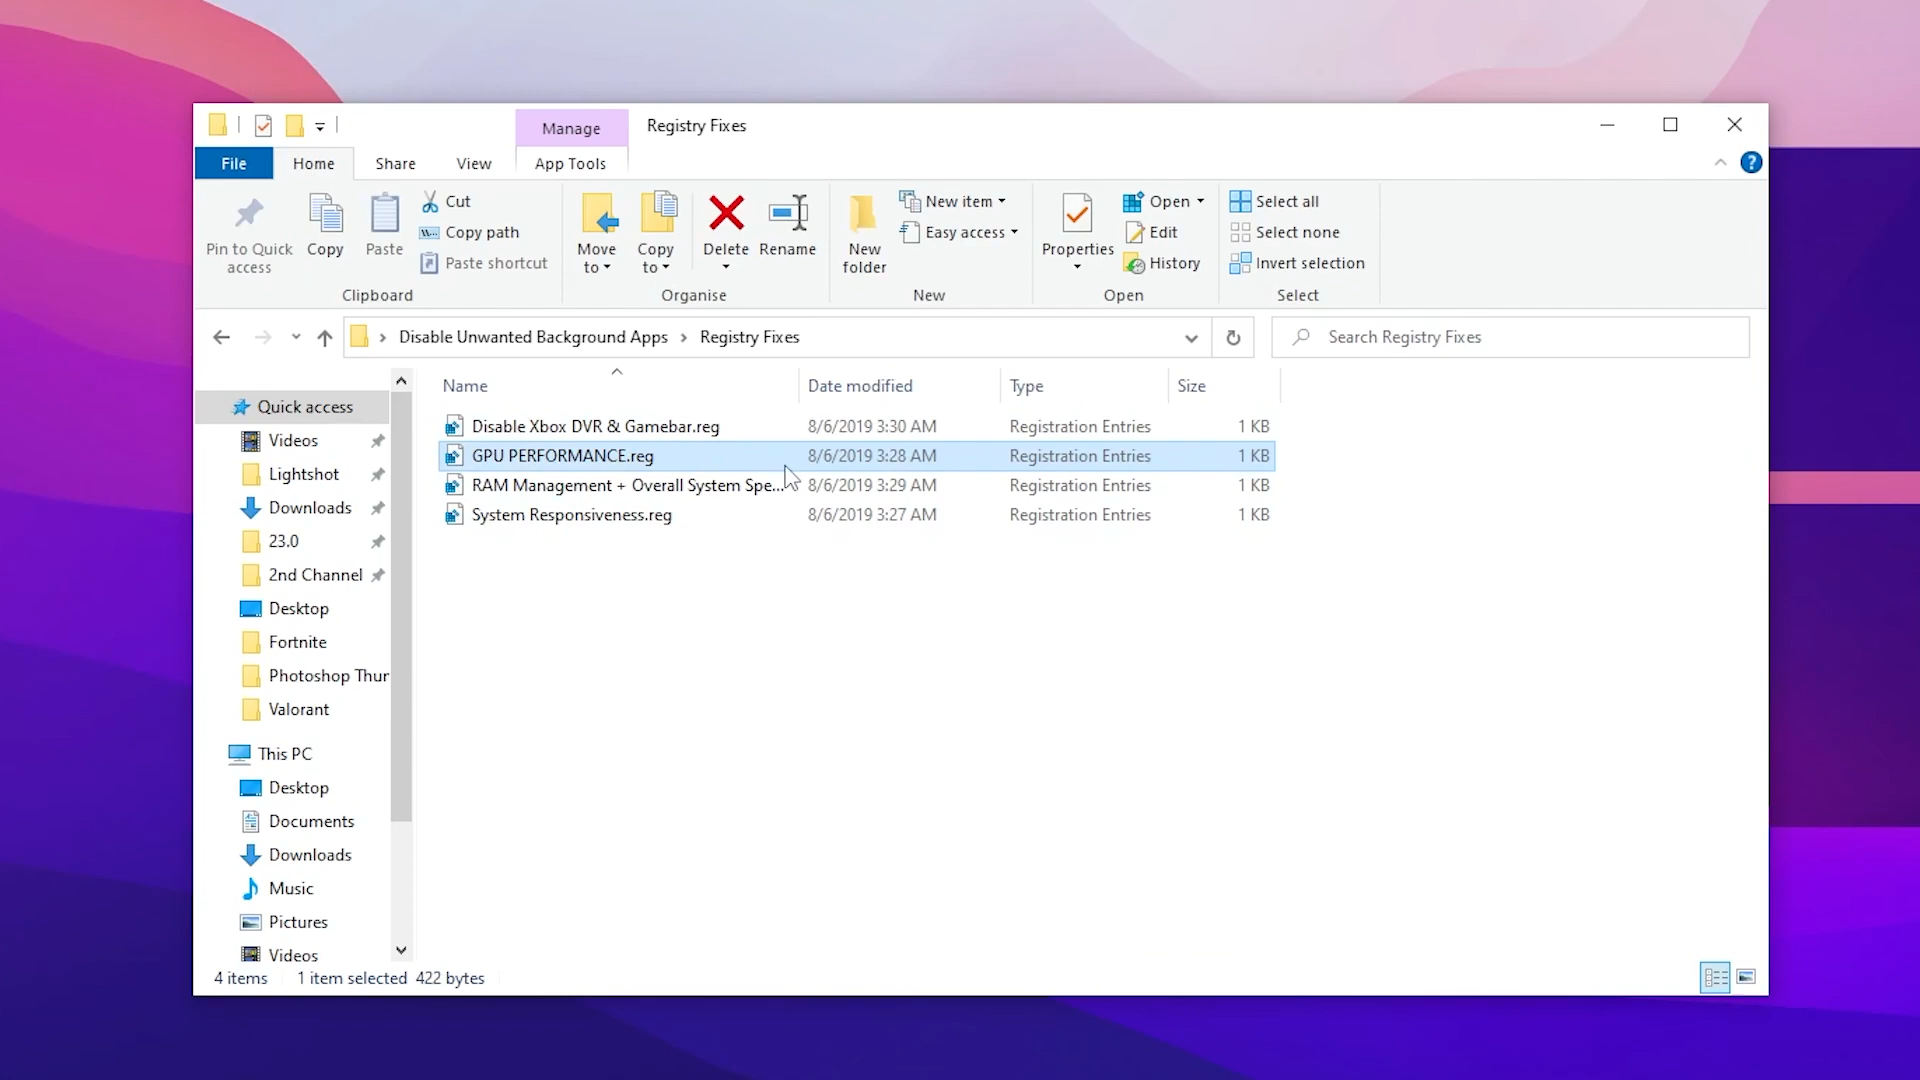 Manage
Registry Fixes
File
Home
Share
View
App Tools
?
Pin to Quick access
Copy
Paste
Cut
Copy path
Paste shortcut
Clipboard
Move to
Copy to
Delete
Rename
Organise
New folder
New item
Easy access
New
Properties
Open
Edit
History
Open
Select all
Select none
Invert selection
Select
Disable Unwanted Background Apps
Registry Fixes
Search Registry Fixes
Name
Date modified
Type
Size
Disable Xbox DVR & Gamebar.reg 8/6/2019 3:30 AM Registration Entries 1 KB
GPU PERFORMANCE.reg 8/6/2019 3:28 AM Registration Entries 1 KB
RAM Management + Overall System Spe... 8/6/2019 3:29 AM Registration Entries 1 KB
System Responsiveness.reg 8/6/2019 3:27 AM Registration Entries 1 KB
Quick access
Videos
Lightshot
Downloads
23.0
2nd Channel
Desktop
Fortnite
Photoshop Thur
Valorant
This PC
Desktop
Documents
Downloads
Music
Pictures
Videos
4 items
1 item selected
422 bytes